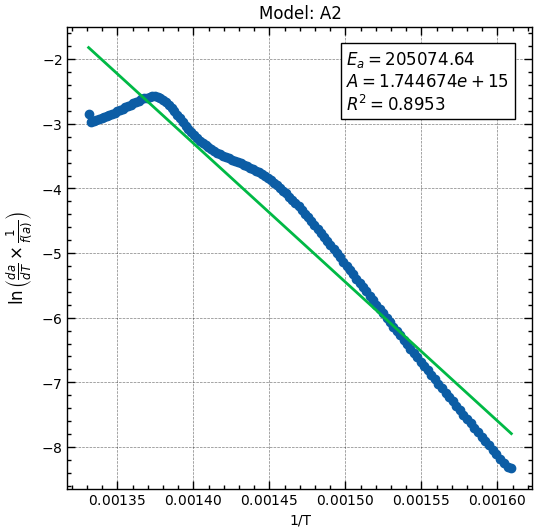 Model: A2
E_a = 205074.64
A = 1.744674e + 15
R² = 0.8953
−2
−3
−4
−5
−6
−7
−8
ln(da/dT × 1/f(a))
0.00135 0.00140 0.00145 0.00150 0.00155 0.00160
1/T